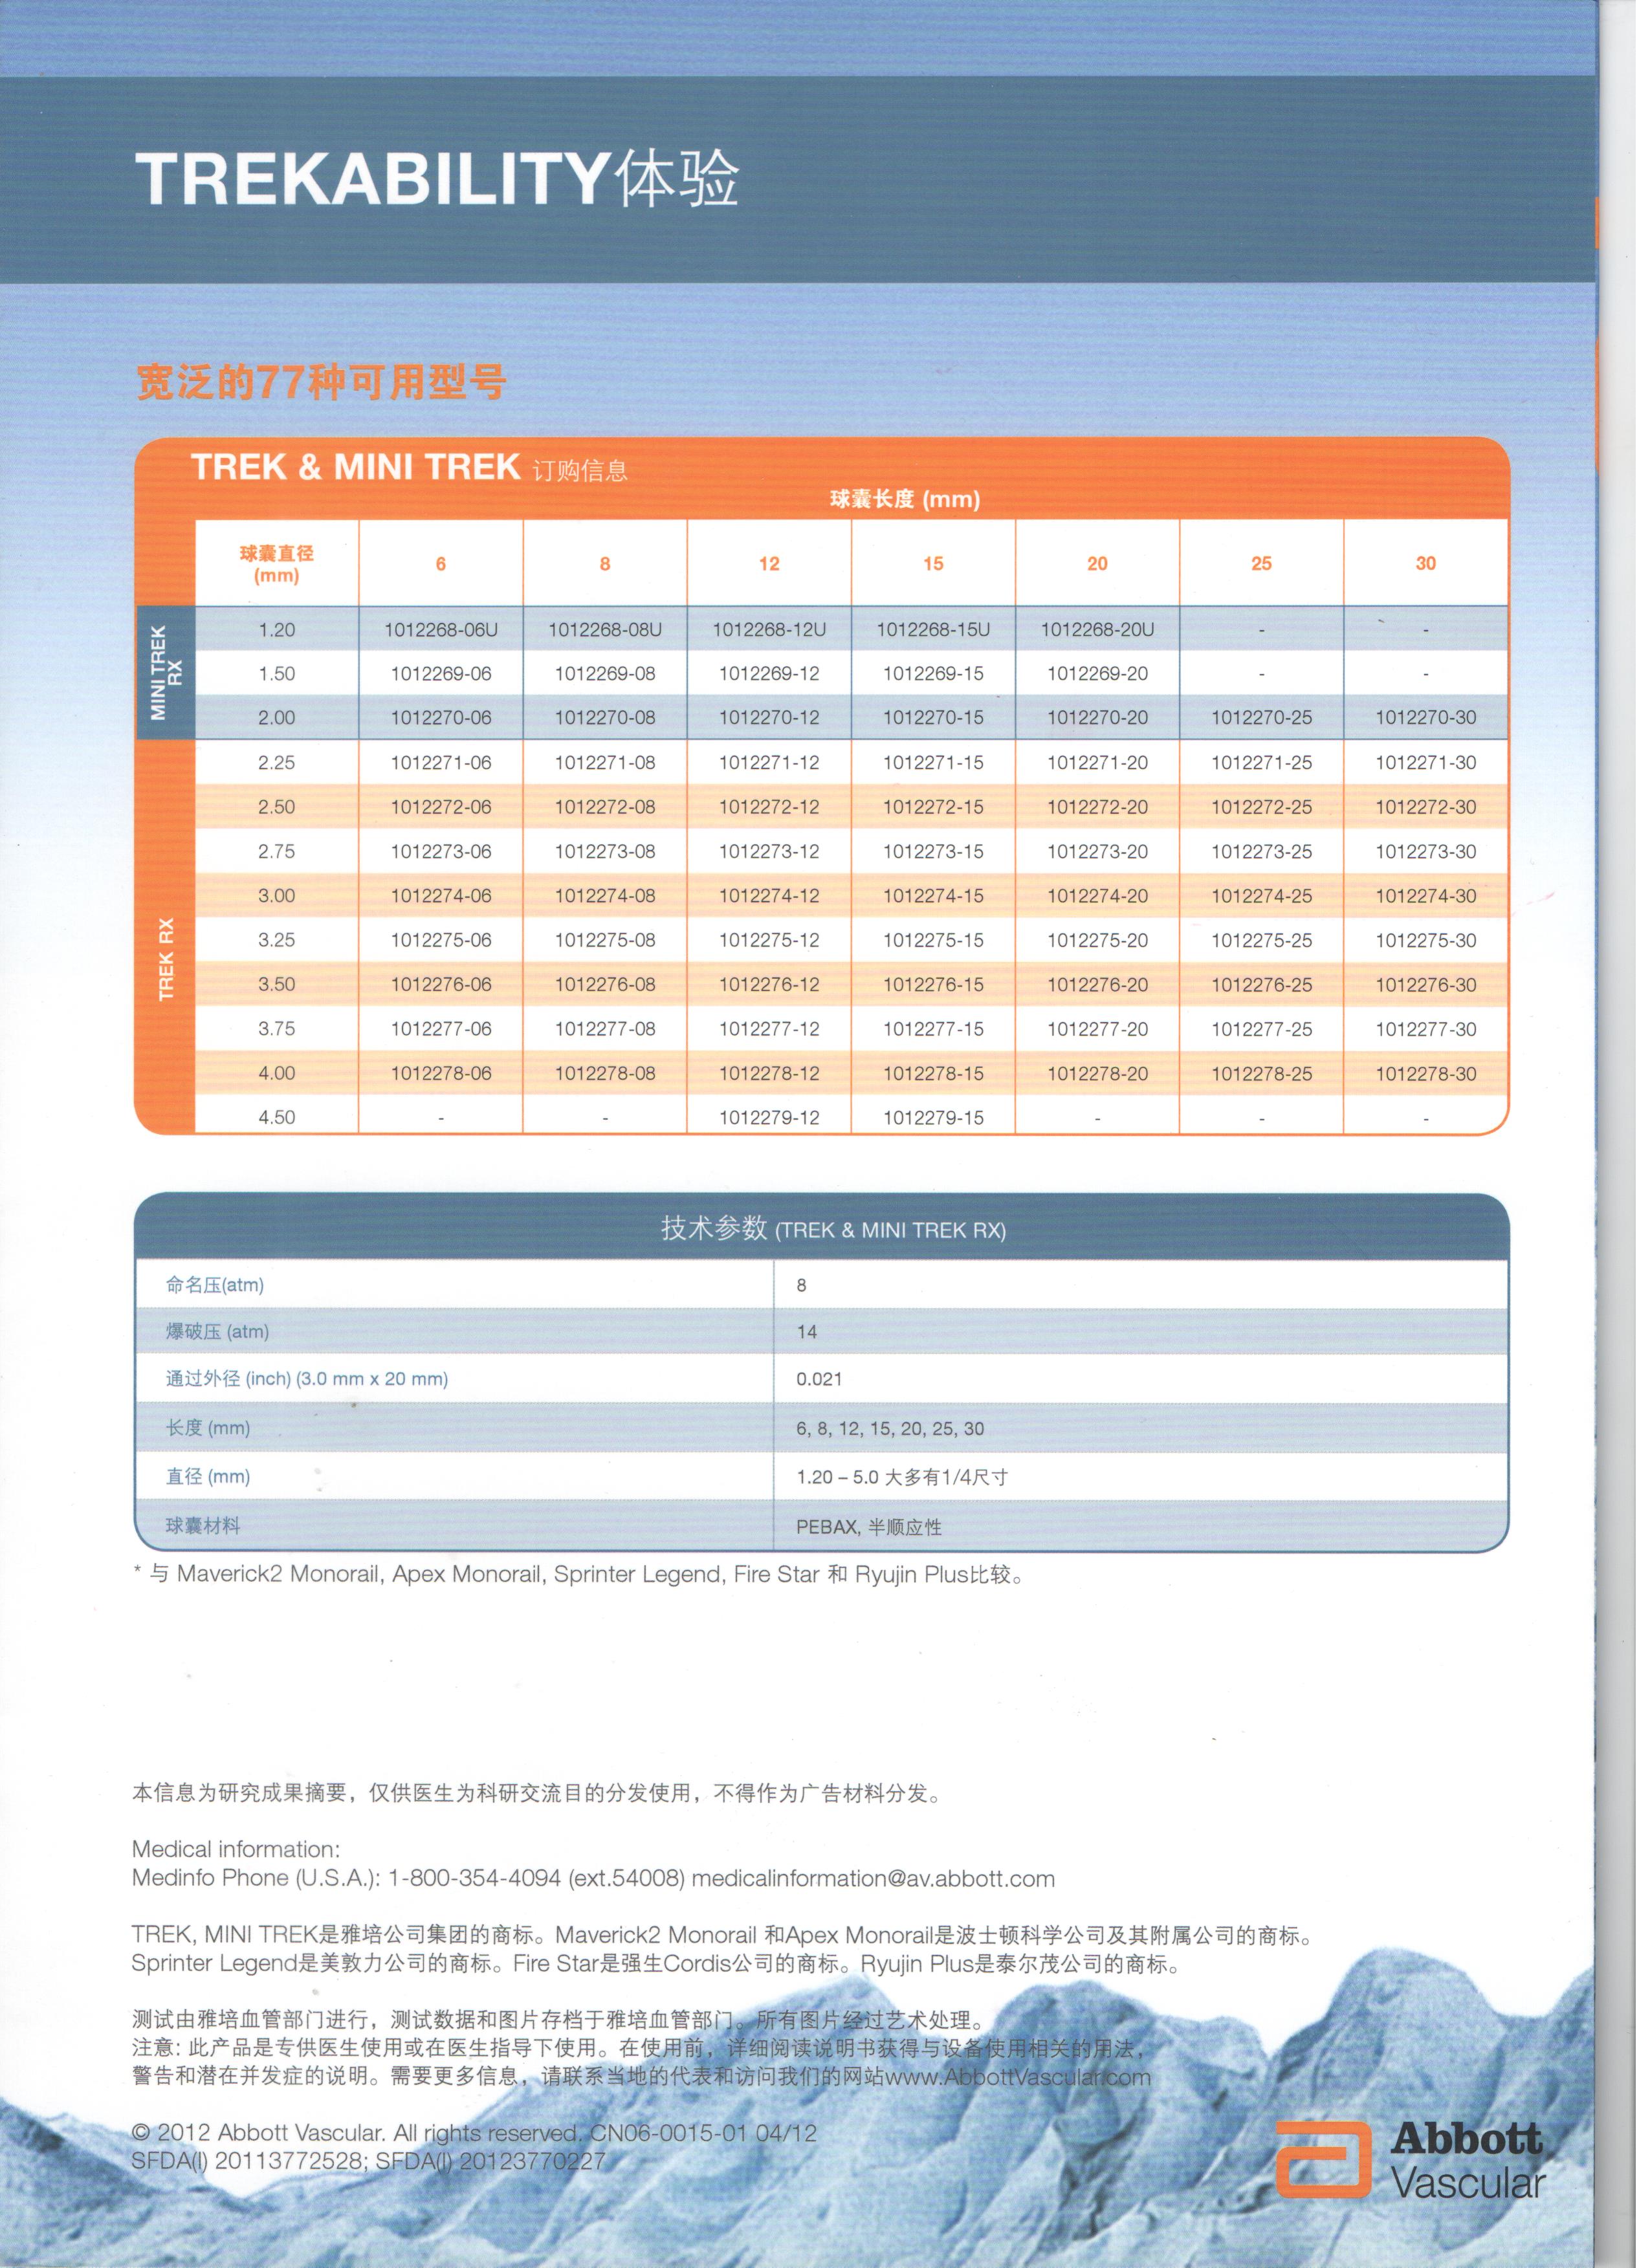 TREKABILITY体验
宽泛的77种可用型号
TREK & MINI TREK 订购信息
球囊长度 (mm)
球囊直径
(mm) 6 8 12 15 20 25 30
MINI TREK
RX
1.20 1012268-06U 1012268-08U 1012268-12U 1012268-15U 1012268-20U - -
1.50 1012269-06 1012269-08 1012269-12 1012269-15 1012269-20 - -
2.00 1012270-06 1012270-08 1012270-12 1012270-15 1012270-20 1012270-25 1012270-30
TREK RX
2.25 1012271-06 1012271-08 1012271-12 1012271-15 1012271-20 1012271-25 1012271-30
2.50 1012272-06 1012272-08 1012272-12 1012272-15 1012272-20 1012272-25 1012272-30
2.75 1012273-06 1012273-08 1012273-12 1012273-15 1012273-20 1012273-25 1012273-30
3.00 1012274-06 1012274-08 1012274-12 1012274-15 1012274-20 1012274-25 1012274-30
3.25 1012275-06 1012275-08 1012275-12 1012275-15 1012275-20 1012275-25 1012275-30
3.50 1012276-06 1012276-08 1012276-12 1012276-15 1012276-20 1012276-25 1012276-30
3.75 1012277-06 1012277-08 1012277-12 1012277-15 1012277-20 1012277-25 1012277-30
4.00 1012278-06 1012278-08 1012278-12 1012278-15 1012278-20 1012278-25 1012278-30
4.50 - - 1012279-12 1012279-15 - - -
技术参数 (TREK & MINI TREK RX)
命名压(atm) 8
爆破压 (atm) 14
通过外径 (inch) (3.0 mm x 20 mm) 0.021
长度 (mm) 6, 8, 12, 15, 20, 25, 30
直径 (mm) 1.20 – 5.0 大多有1/4尺寸
球囊材料 PEBAX, 半顺应性
* 与 Maverick2 Monorail, Apex Monorail, Sprinter Legend, Fire Star 和 Ryujin Plus比较。
本信息为研究成果摘要，仅供医生为科研交流目的分发使用，不得作为广告材料分发。
Medical information:
Medinfo Phone (U.S.A.): 1-800-354-4094 (ext.54008) medicalinformation@av.abbott.com
TREK, MINI TREK是雅培公司集团的商标。Maverick2 Monorail 和Apex Monorail是波士顿科学公司及其附属公司的商标。
Sprinter Legend是美敦力公司的商标。Fire Star是强生Cordis公司的商标。Ryujin Plus是泰尔茂公司的商标。
测试由雅培血管部门进行，测试数据和图片存档于雅培血管部门。所有图片经过艺术处理。
注意: 此产品是专供医生使用或在医生指导下使用。在使用前，详细阅读说明书获得与设备使用相关的用法，
警告和潜在并发症的说明。需要更多信息，请联系当地的代表和访问我们的网站www.AbbottVascular.com
© 2012 Abbott Vascular. All rights reserved. CN06-0015-01 04/12
SFDA(I) 20113772528; SFDA(I) 20123770227
Abbott
Vascular